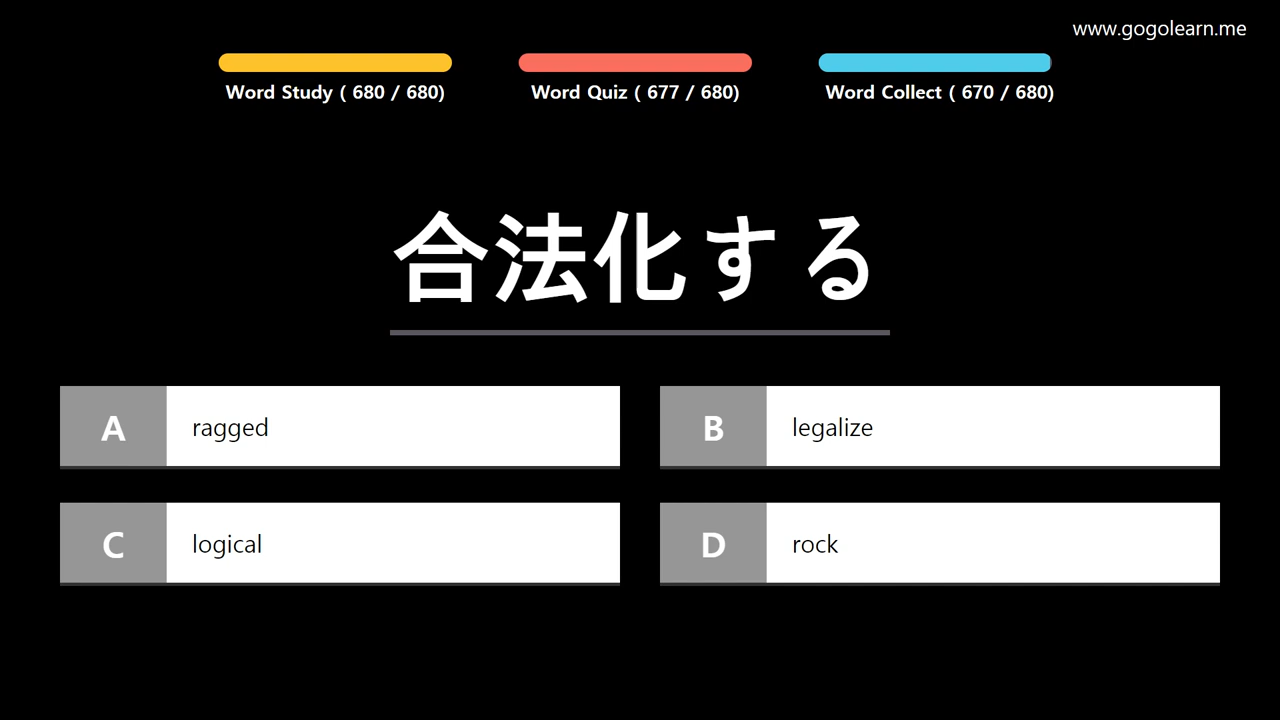 www.gogolearn.me
Word Study ( 680 / 680)
Word Quiz ( 677 / 680)
Word Collect ( 670 / 680)
合法化する
A ragged
B legalize
C logical
D rock